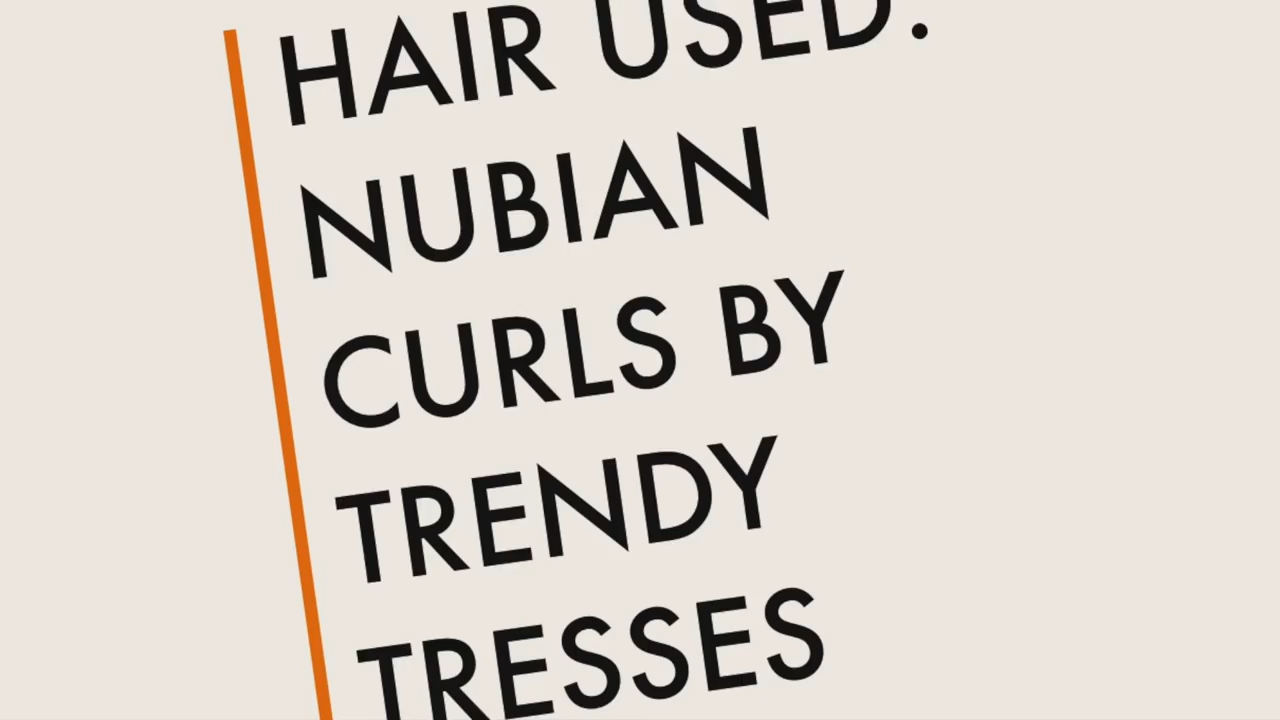 HAIR USED.
NUBIAN
CURLS BY
TRENDY
TRESSES